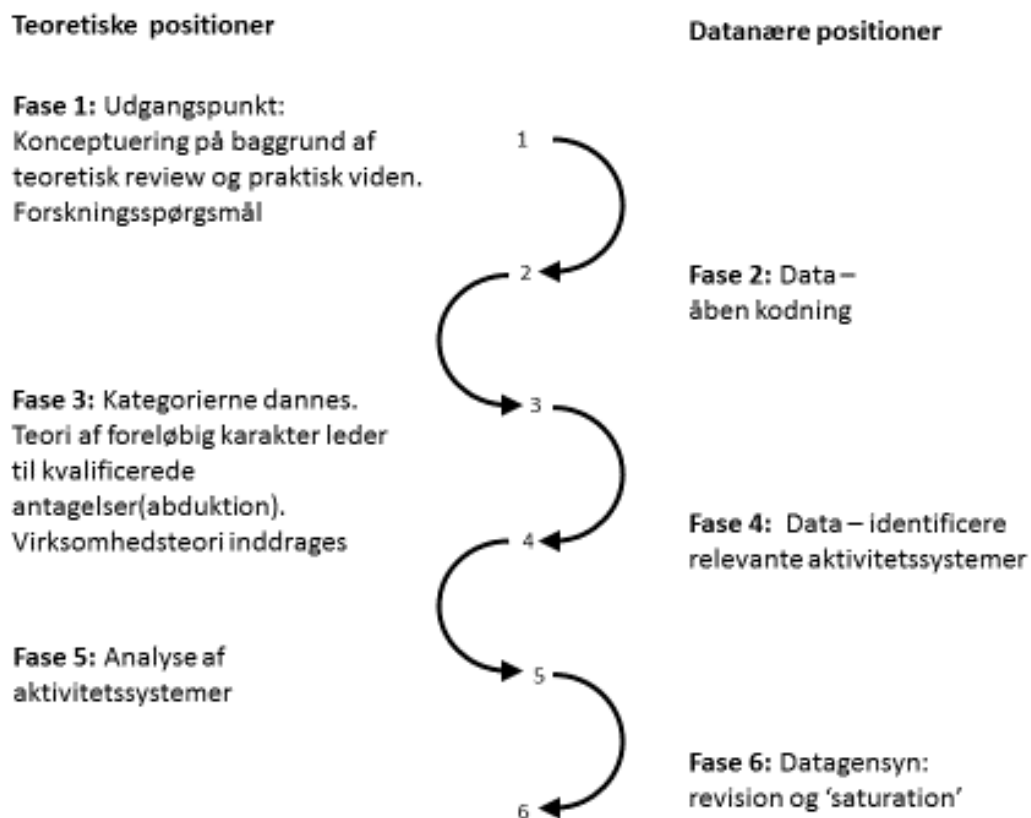 Teoretiske positioner
Datanære positioner
Fase 1: Udgangspunkt:
Konceptuering på baggrund af
teoretisk review og praktisk viden.
Forskningsspørgsmål
1
2
Fase 2: Data –
åben kodning
Fase 3: Kategorierne dannes.
Teori af foreløbig karakter leder
til kvalificerede
antagelser(abduktion).
Virksomhedsteori inddrages
3
4
Fase 4: Data – identificere
relevante aktivitetssystemer
Fase 5: Analyse af
aktivitetssystemer
5
Fase 6: Datagensyn:
revision og ‘saturation’
6